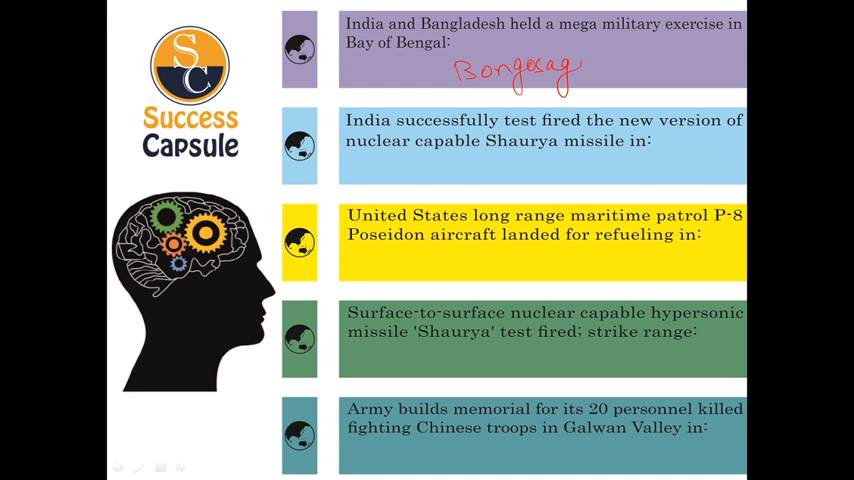 S
C
Success
Capsule
India and Bangladesh held a mega military exercise in
Bay of Bengal:
Bongosag
India successfully test fired the new version of
nuclear capable Shaurya missile in:
United States long range maritime patrol P-8
Poseidon aircraft landed for refueling in:
Surface-to-surface nuclear capable hypersonic
missile 'Shaurya' test fired; strike range:
Army builds memorial for its 20 personnel killed
fighting Chinese troops in Galwan Valley in: